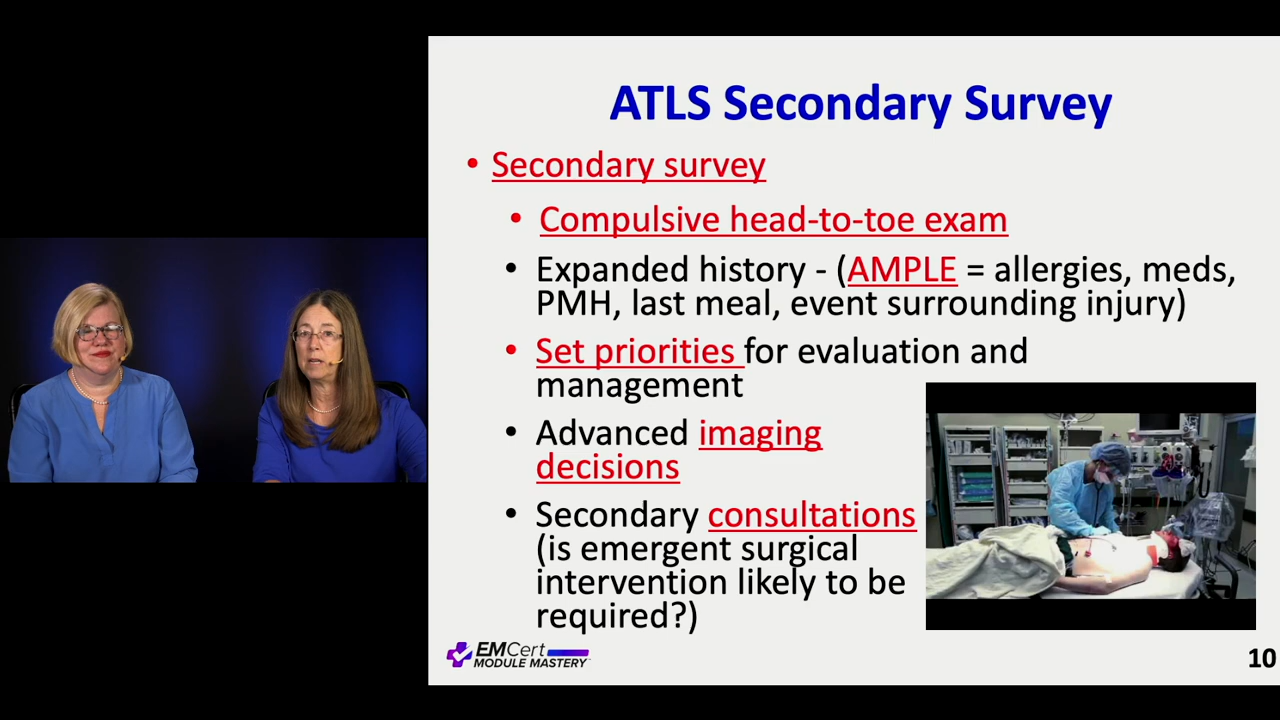 ATLS Secondary Survey
• Secondary survey
• Compulsive head-to-toe exam
• Expanded history - (AMPLE = allergies, meds,
PMH, last meal, event surrounding injury)
• Set priorities for evaluation and
management
• Advanced imaging
decisions
• Secondary consultations
(is emergent surgical
intervention likely to be
required?)
EMCert
MODULE MASTERY
10